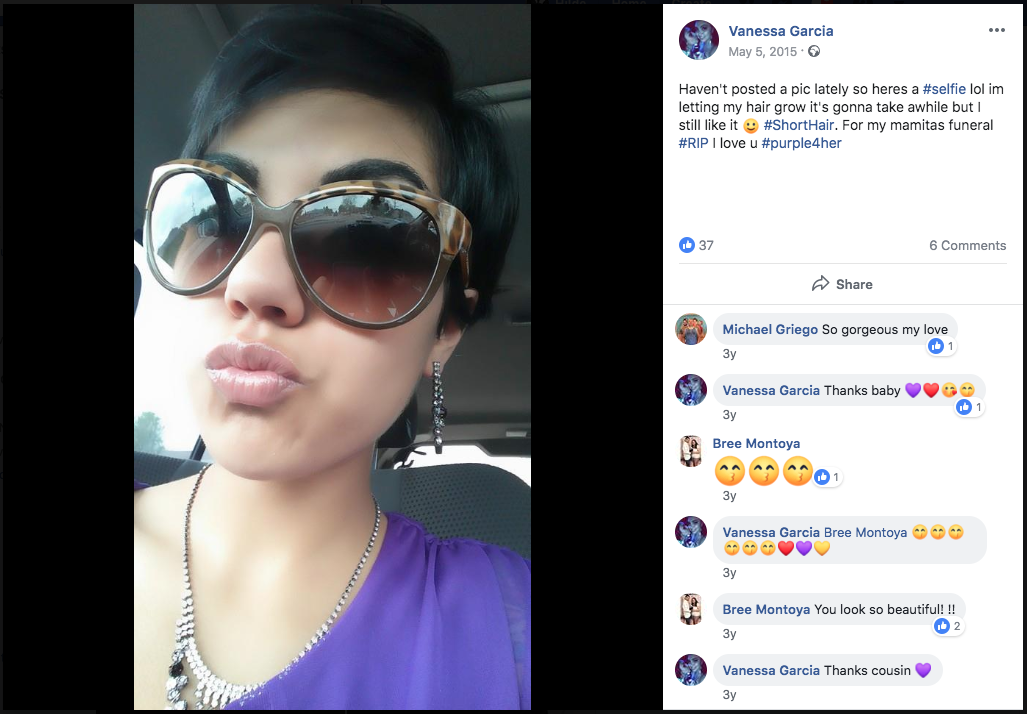 Vanessa Garcia
May 5, 2015 ·
Haven't posted a pic lately so heres a #selfie lol im
letting my hair grow it's gonna take awhile but I
still like it 🙂 #ShortHair. For my mamitas funeral
#RIP I love u #purple4her
37
6 Comments
Share
Michael Griego So gorgeous my love
1
3y
Vanessa Garcia Thanks baby 💜❤️😋😊
1
3y
Bree Montoya
😙😙😙
1
3y
Vanessa Garcia Bree Montoya 😙😙😙
😙😙😙❤️💜💛
3y
Bree Montoya You look so beautiful! !!
2
3y
Vanessa Garcia Thanks cousin 💜
3y